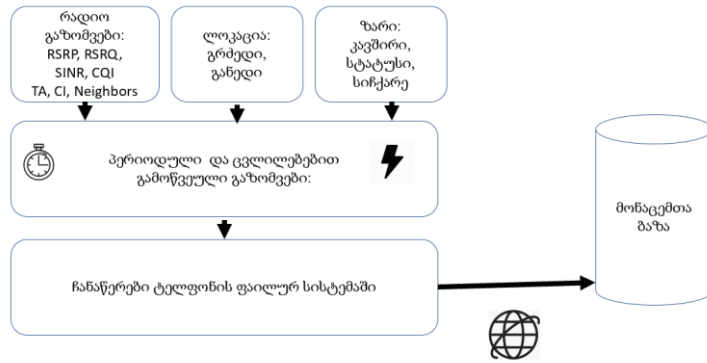 რადიო
გაზომვები:
RSRP, RSRQ,
SINR, CQI
TA, CI, Neighbors
ლოკაცია:
გრძედი,
განედი
ზარი:
კავშირი,
სტატუსი,
სიჩქარე
პერიოდული და ცვლილებებით
გამოწვეული გაზომვები:
ჩანაწერები ტელფონის ფაილურ სისტემაში
მონაცემთა
ბაზა